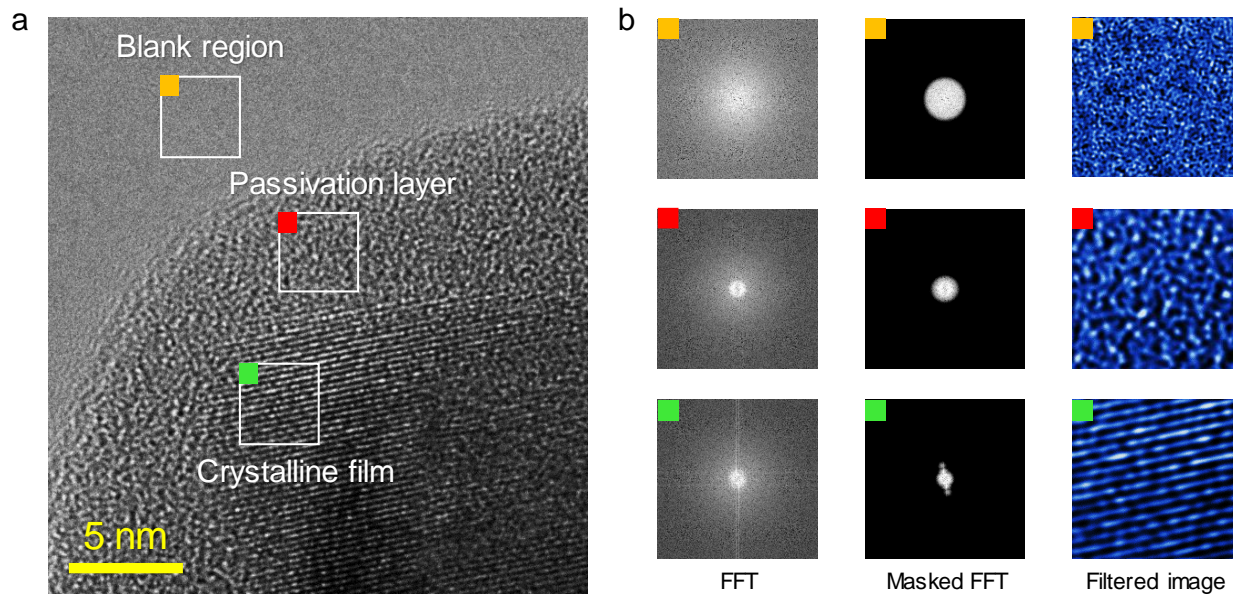 a
b
Blank region
Passivation layer
Crystalline film
5 nm
FFT
Masked FFT
Filtered image